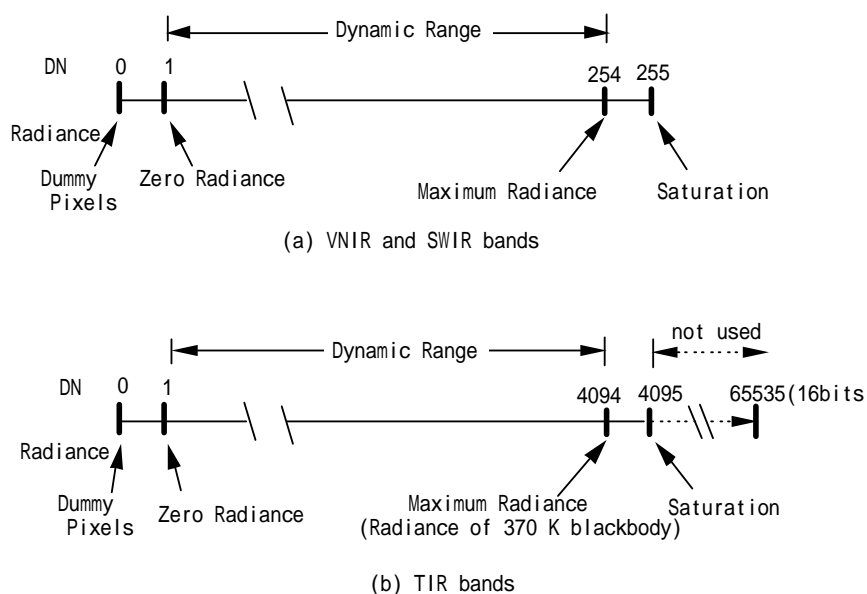 Dynamic Range
DN 0 1 254 255
Radiance
Dummy Pixels
Zero Radiance
Maximum Radiance
Saturation
(a) VNIR and SWIR bands
not used
Dynamic Range
DN 0 1 4094 4095 65535(16bits
Radiance
Dummy Pixels
Zero Radiance
Maximum Radiance
(Radiance of 370 K blackbody)
Saturation
(b) TIR bands